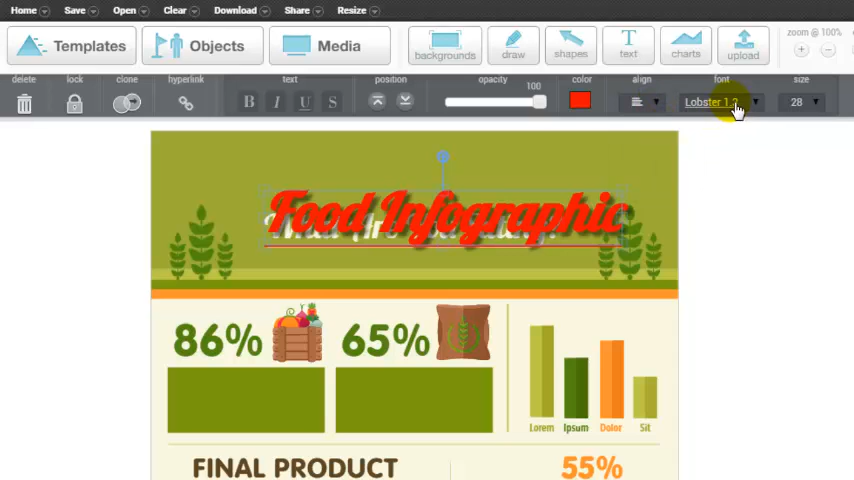 Home Save Open Clear Download Share Resize
Templates Objects Media backgrounds draw shapes text charts upload zoom @ 100%
delete lock clone hyperlink text position opacity color align font size
100
B I U S Lobster 1.2 28
Food Infographic
86% 65%
Lorem Ipsum Dolor Sit
FINAL PRODUCT 55%